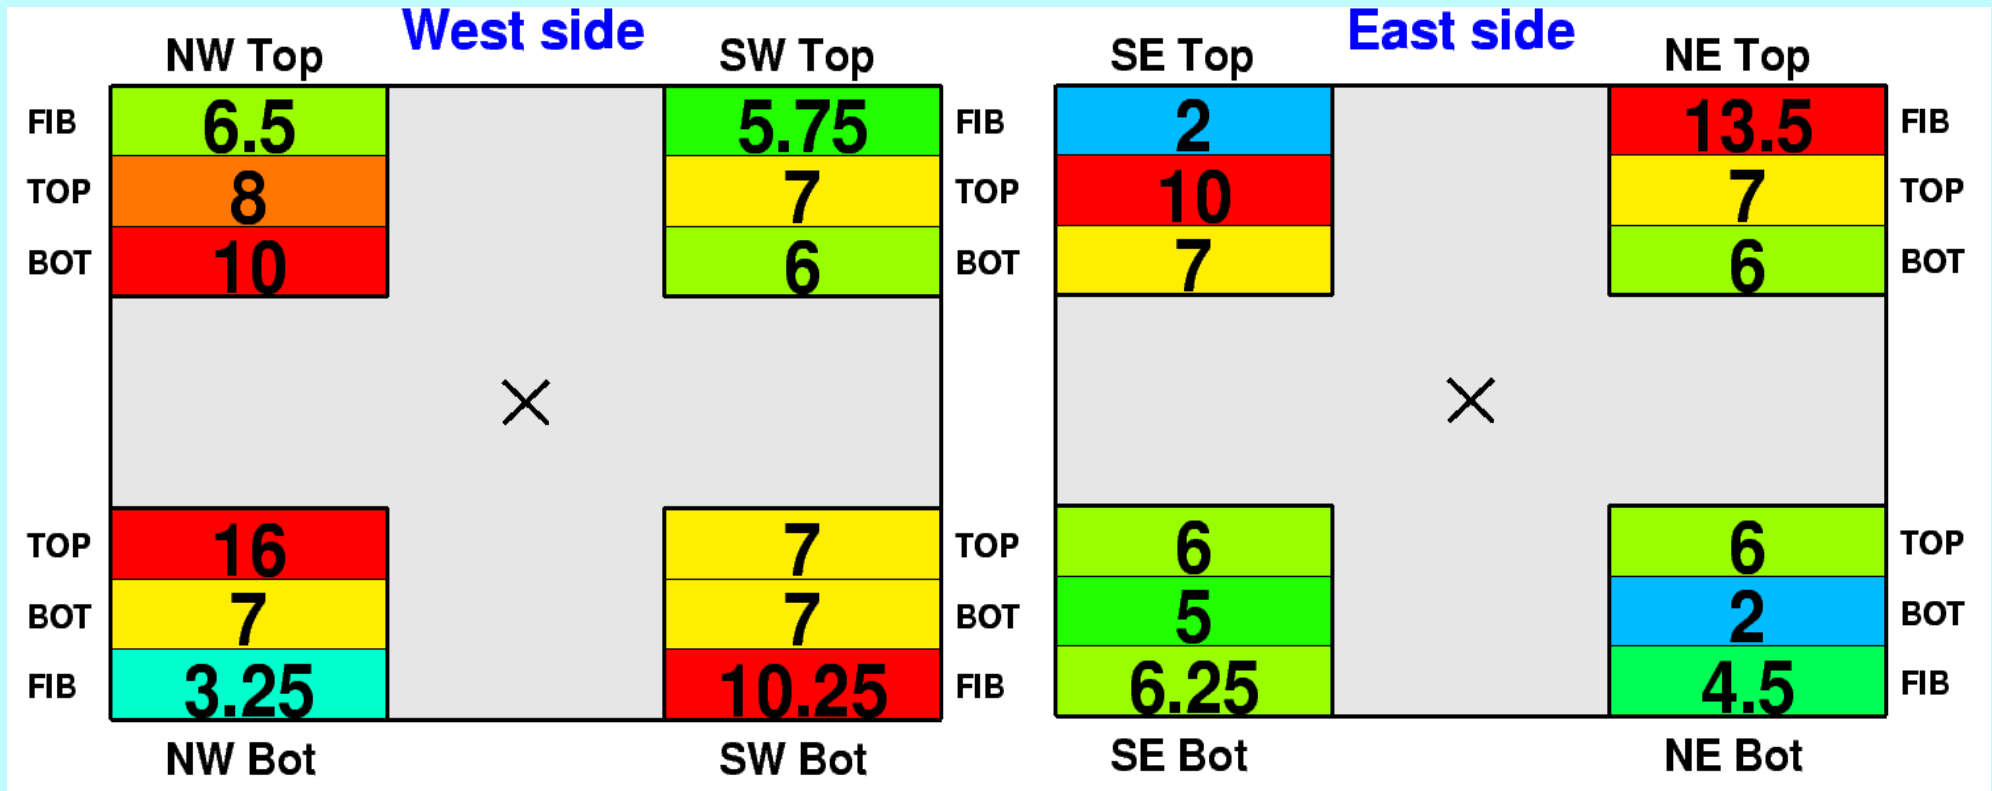 West side East side
NW Top SW Top SE Top NE Top
FIB 6.5 5.75 FIB 2 13.5 FIB
TOP 8 7 TOP 10 7 TOP
BOT 10 6 BOT 7 6 BOT
TOP 16 7 TOP 6 6 TOP
BOT 7 7 BOT 5 2 BOT
FIB 3.25 10.25 FIB 6.25 4.5 FIB
NW Bot SW Bot SE Bot NE Bot